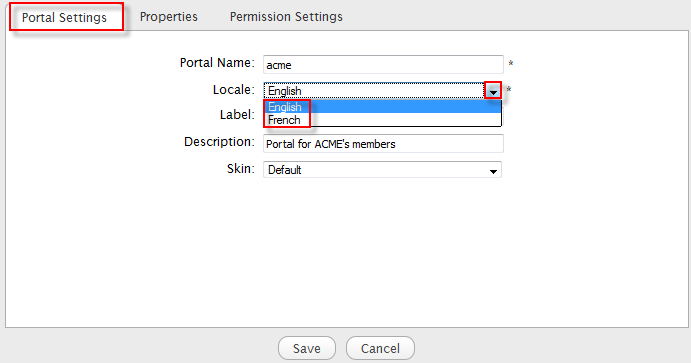 Portal Settings Properties Permission Settings
Portal Name: acme *
Locale: English *
English
Label: French
Description: Portal for ACME's members
Skin: Default
Save Cancel